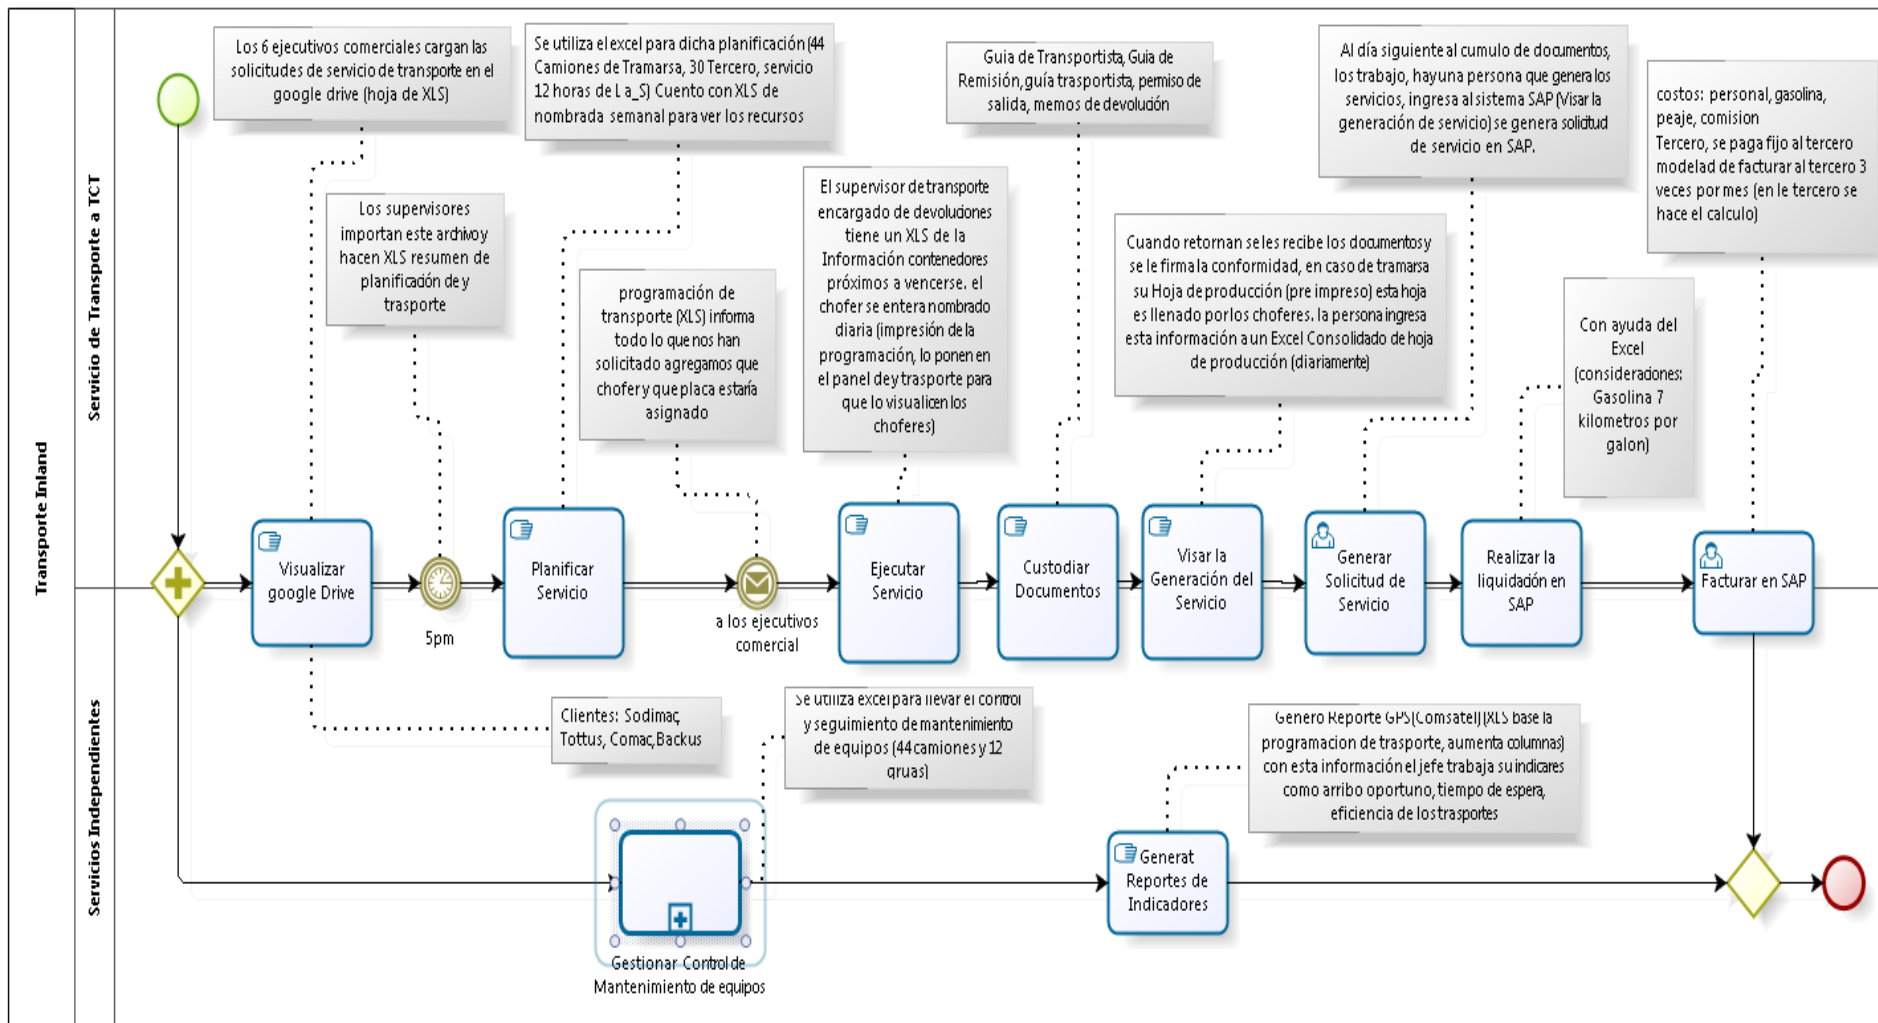 Transporte Inland
Servicio de Transporte a TCT
Servicios Independientes
Los 6 ejecutivos comerciales cargan las
solicitudes de servicio de transporte en el
google drive (hoja de XLS)
Se utiliza el excel para dicha planificación (44
Camiones de Tramarsa, 30 Tercero, servicio
12 horas de L a_S) Cuento con XLS de
nombrada semanal para ver los recursos
Guia de Transportista, Guia de
Remisión, guía trasportista, permiso de
salida, memos de devolución
Al día siguiente al cumulo de documentos,
los trabajo, hay una persona que genera los
servicios, ingresa al sistema SAP (Visar la
generación de servicio) se genera solicitud
de servicio en SAP.
costos: personal, gasolina,
peaje, comision
Tercero, se paga fijo al tercero
modelad de facturar al tercero 3
veces por mes (en le tercero se
hace el calculo)
Los supervisores
importan este archivo y
hacen XLS resumen de
planificación de y
trasporte
programación de
transporte (XLS) informa
todo lo que nos han
solicitado agregamos que
chofer y que placa estaría
asignado
El supervisor de transporte
encargado de devoluciones
tiene un XLS de la
Información contenedores
próximos a vencerse. el
chofer se entera nombrado
diaria (impresión de la
programación, lo ponen en
el panel de y trasporte para
que lo visualicen los
choferes)
Cuando retornan se les recibe los documentos y
se le firma la conformidad, en caso de tramarsa
su Hoja de producción (pre impreso) esta hoja
es llenado por los choferes. la persona ingresa
esta información a un Excel Consolidado de hoja
de producción (diariamente)
Con ayuda del
Excel
(consideraciones:
Gasolina 7
kilometros por
galon)
Visualizar
google Drive
5pm
Planificar
Servicio
a los ejecutivos
comercial
Ejecutar
Servicio
Custodiar
Documentos
Visar la
Generación del
Servicio
Generar
Solicitud de
Servicio
Realizar la
liquidación en
SAP
Facturar en SAP
Clientes: Sodimac,
Tottus, Comac, Backus
Se utiliza excel para llevar el control
y seguimiento de mantenimiento
de equipos (44 camiones y 12
gruas)
Genero Reporte GPS(Comsatel) (XLS base la
programacion de trasporte, aumenta columnas)
con esta información el jefe trabaja su indicares
como arribo oportuno, tiempo de espera,
eficiencia de los trasportes
Gestionar Control de
Mantenimiento de equipos
Generat
Reportes de
Indicadores